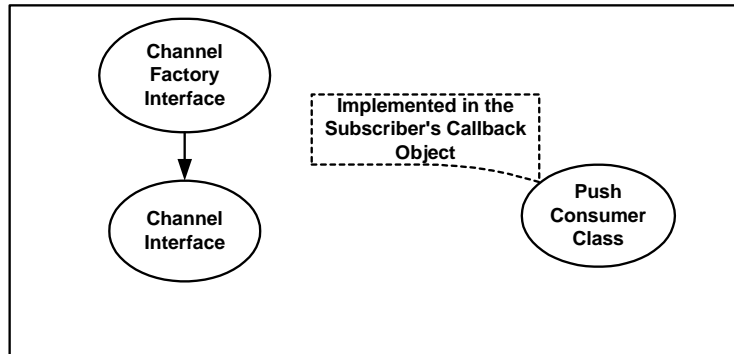 Channel
Factory
Interface
Implemented in the
Subscriber's Callback
Object
Channel
Interface
Push
Consumer
Class